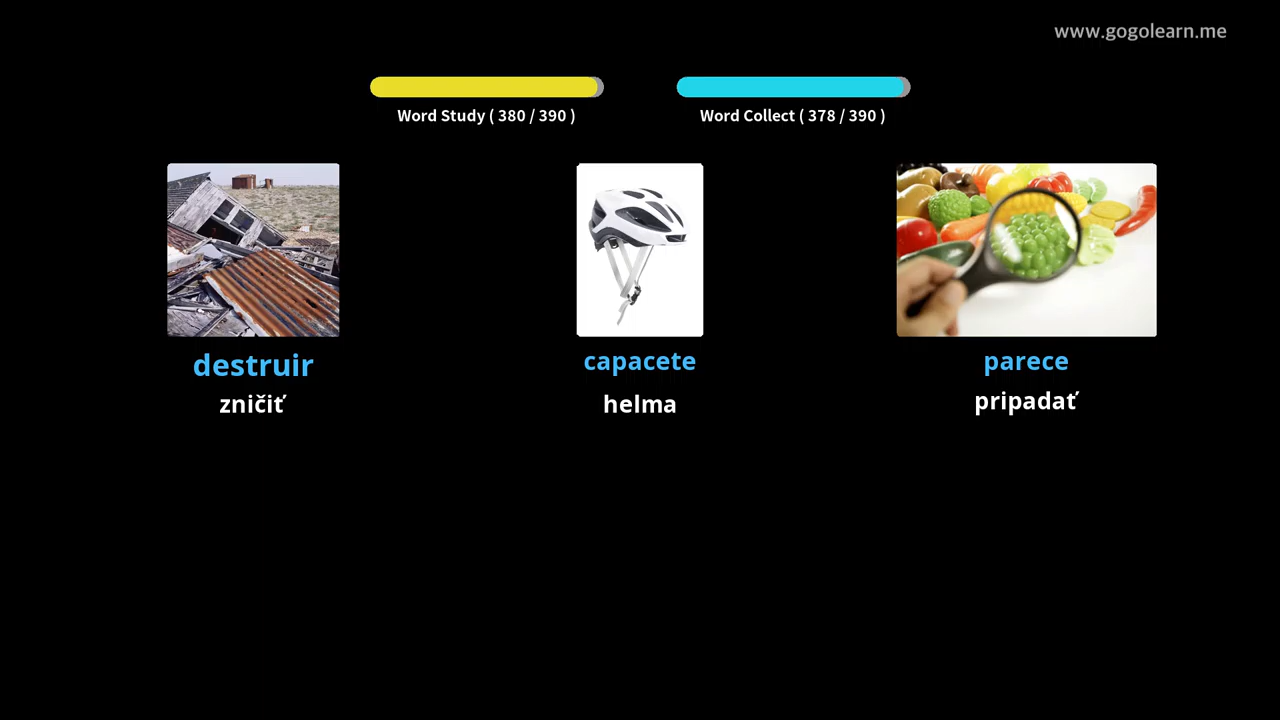 www.gogolearn.me
Word Study ( 380 / 390 )
Word Collect ( 378 / 390 )
destruir
capacete
parece
zničiť
helma
pripadať